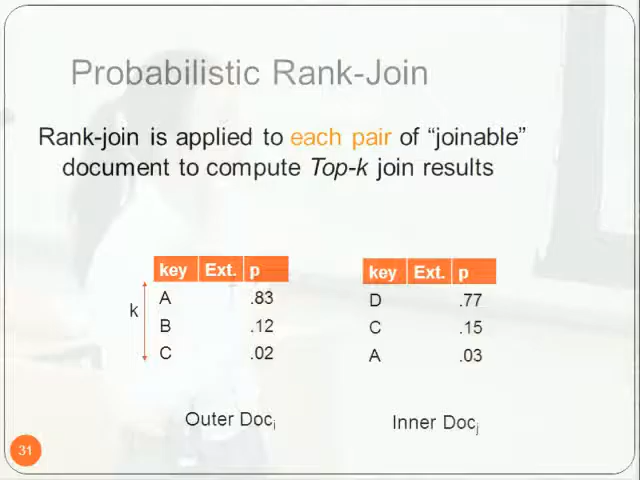 Probabilistic Rank-Join
Rank-join is applied to each pair of “joinable”
document to compute Top-k join results
key Ext. p
A .83
B .12
C .02
k
Outer Doci
key Ext. p
D .77
C .15
A .03
Inner Docj
31